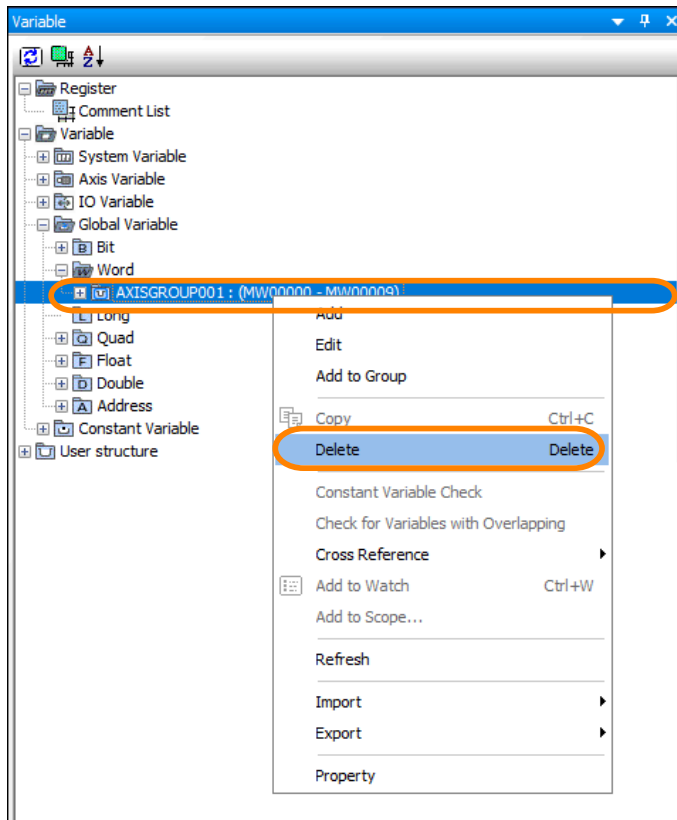 Variable
Register
Comment List
Variable
System Variable
Axis Variable
IO Variable
Global Variable
Bit
Word
AXISGROUP001 : (MW00000 - MW00009)
Long
Quad
Float
Double
Address
Constant Variable
User structure
Add
Edit
Add to Group
Copy Ctrl+C
Delete Delete
Constant Variable Check
Check for Variables with Overlapping
Cross Reference
Add to Watch Ctrl+W
Add to Scope...
Refresh
Import
Export
Property